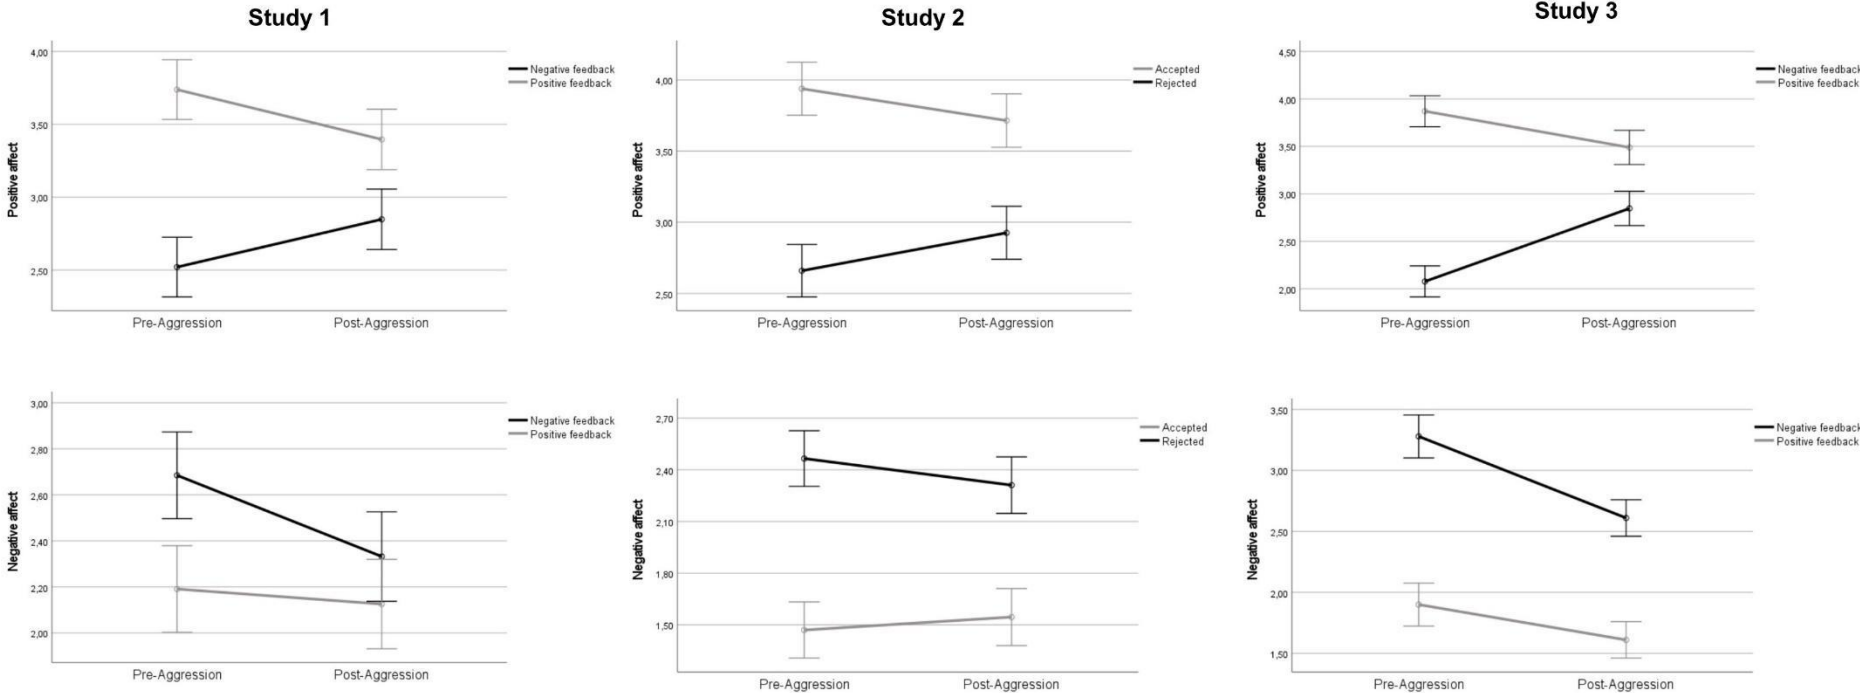 Study 1
Study 2
Study 3
4,00
3,50
3,00
2,50
Positive affect
Pre-Aggression
Post-Aggression
Negative feedback
Positive feedback
4,00
3,50
3,00
2,50
Positive affect
Pre-Aggression
Post-Aggression
Accepted
Rejected
4,50
4,00
3,50
3,00
2,50
2,00
Positive affect
Pre-Aggression
Post-Aggression
Negative feedback
Positive feedback
3,00
2,80
2,60
2,40
2,20
2,00
Negative affect
Pre-Aggression
Post-Aggression
Negative feedback
Positive feedback
2,70
2,40
2,10
1,80
1,50
Negative affect
Pre-Aggression
Post-Aggression
Accepted
Rejected
3,50
3,00
2,50
2,00
1,50
Negative affect
Pre-Aggression
Post-Aggression
Negative feedback
Positive feedback